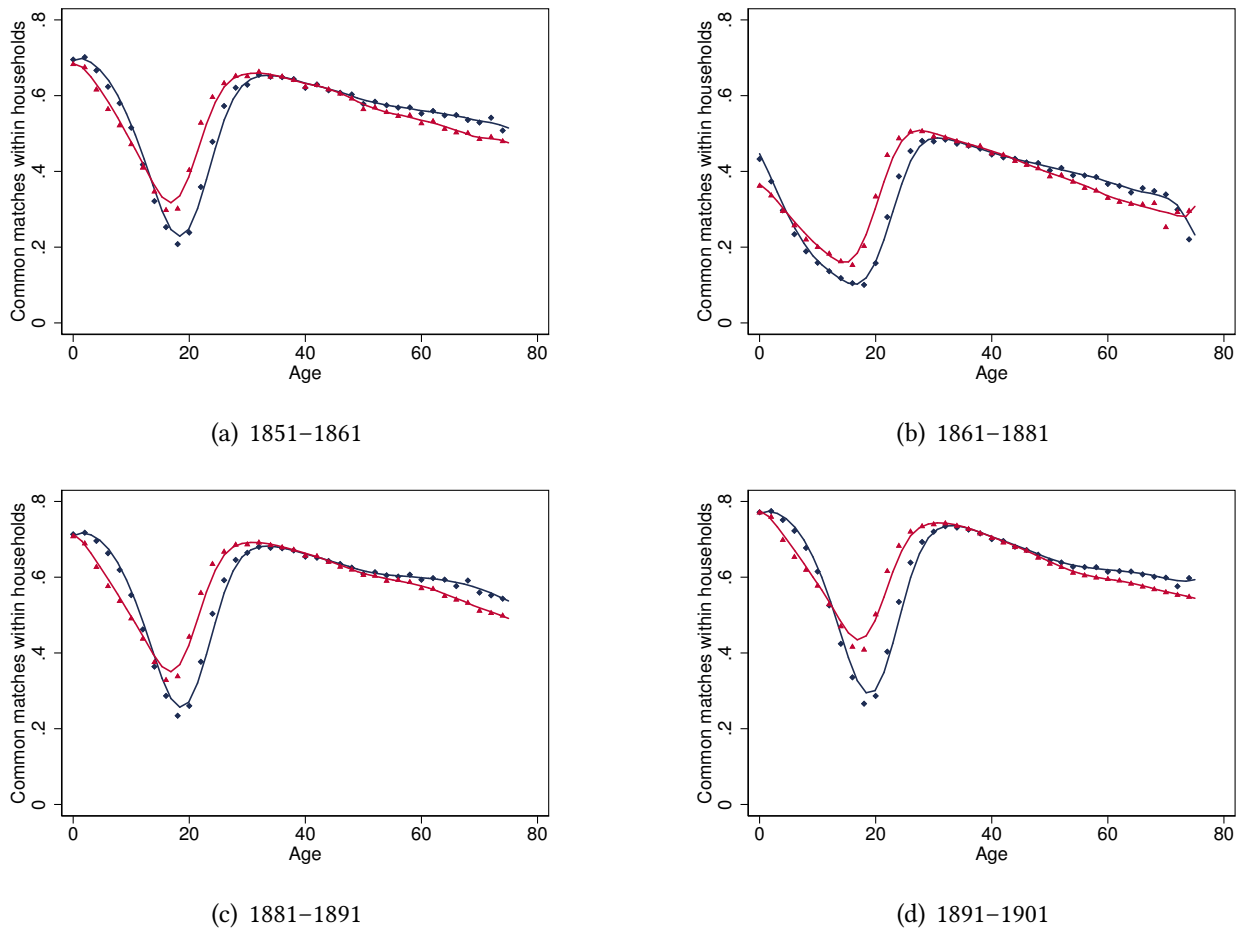 Common matches within households
.8
.6
.4
.2
0
0 20 40 60 80
Age
(a) 1851–1861
Common matches within households
.8
.6
.4
.2
0
0 20 40 60 80
Age
(b) 1861–1881
Common matches within households
.8
.6
.4
.2
0
0 20 40 60 80
Age
(c) 1881–1891
Common matches within households
.8
.6
.4
.2
0
0 20 40 60 80
Age
(d) 1891–1901